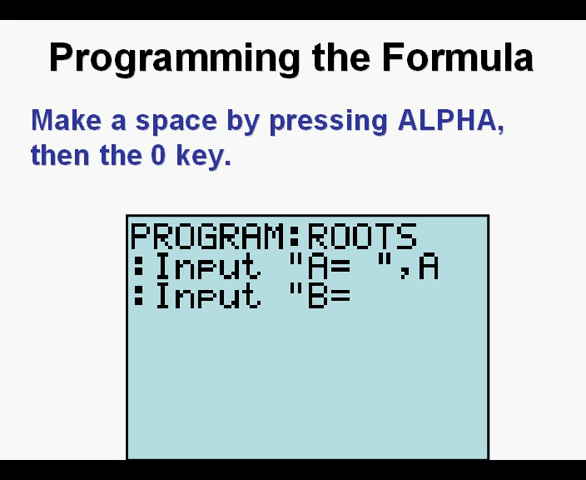 Programming the Formula
Make a space by pressing ALPHA,
then the 0 key.
PROGRAM:ROOTS
:Input "A= ",A
:Input "B=